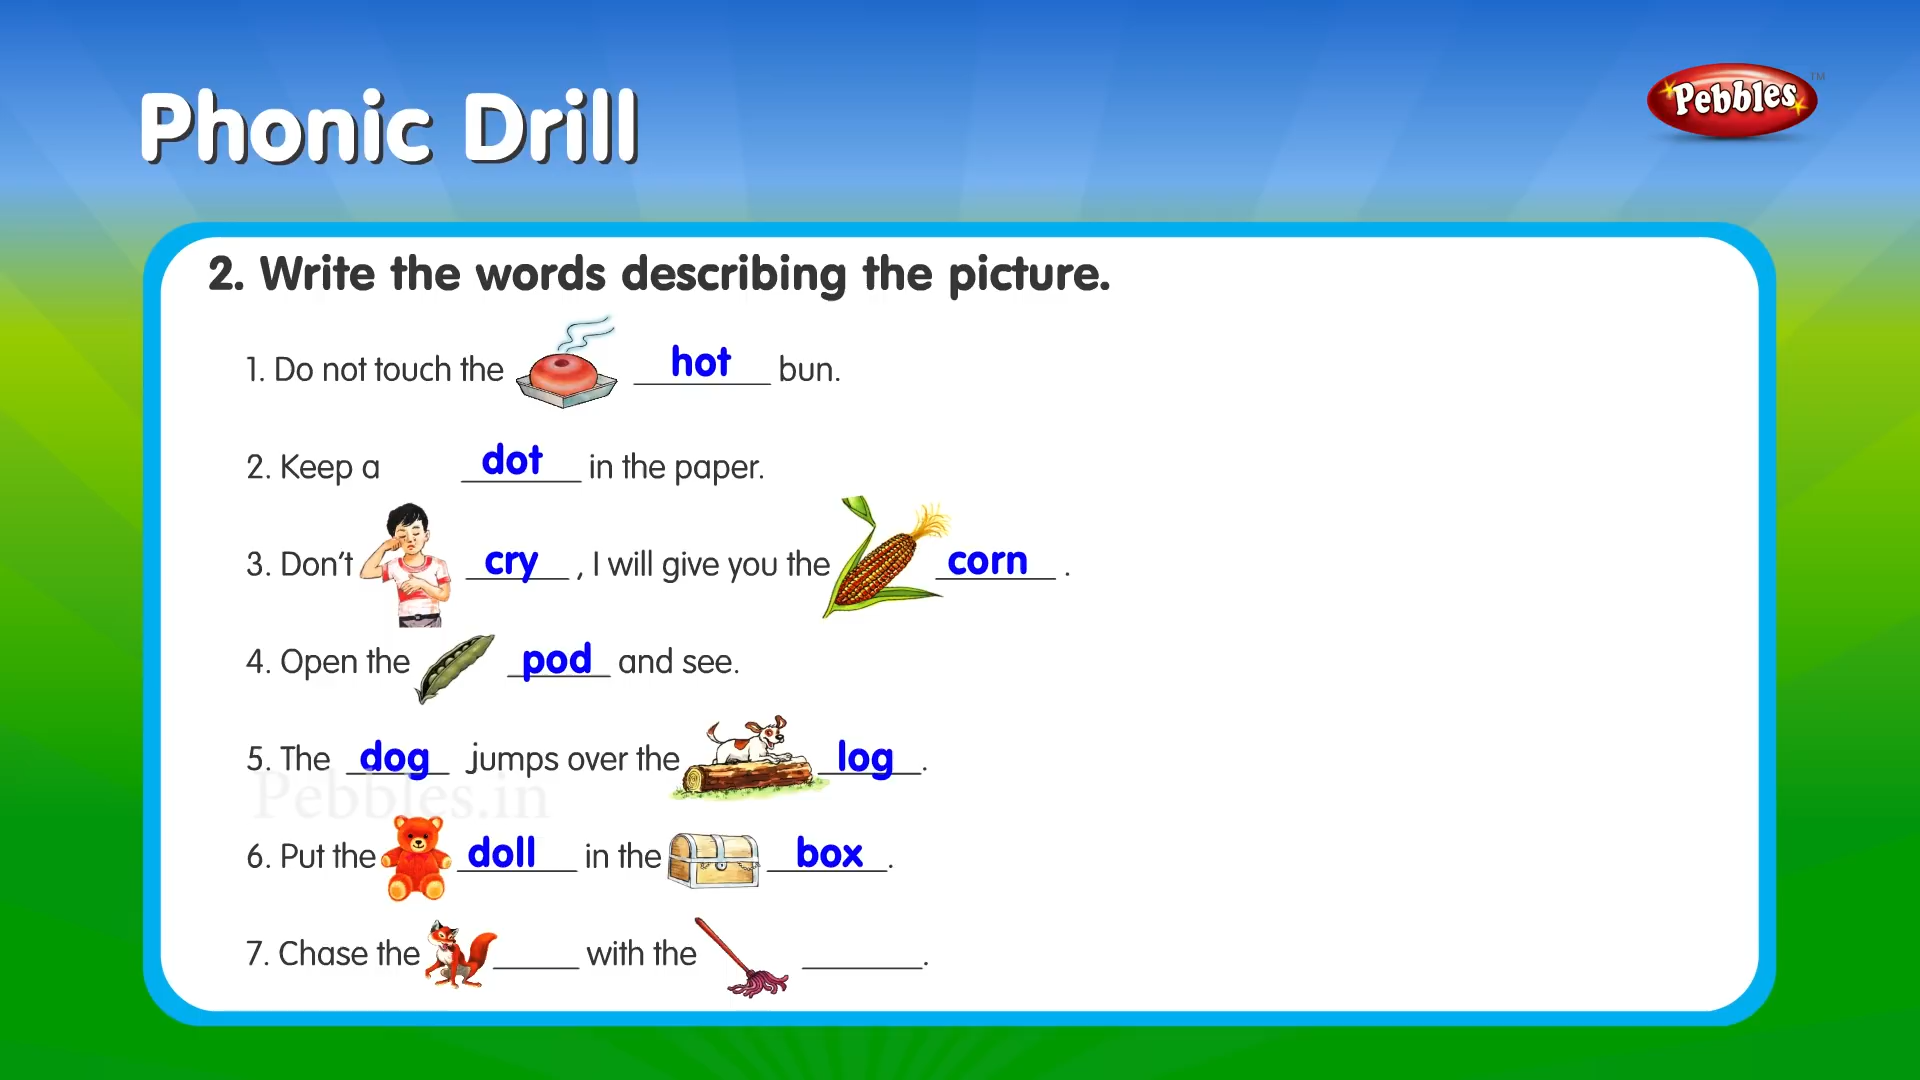 Phonic Drill
Pebbles™
2. Write the words describing the picture.
1. Do not touch the hot bun.
2. Keep a dot in the paper.
3. Don't cry , I will give you the corn .
4. Open the pod and see.
5. The dog jumps over the log.
Pebbles.in
6. Put the doll in the box.
7. Chase the ______ with the ________.